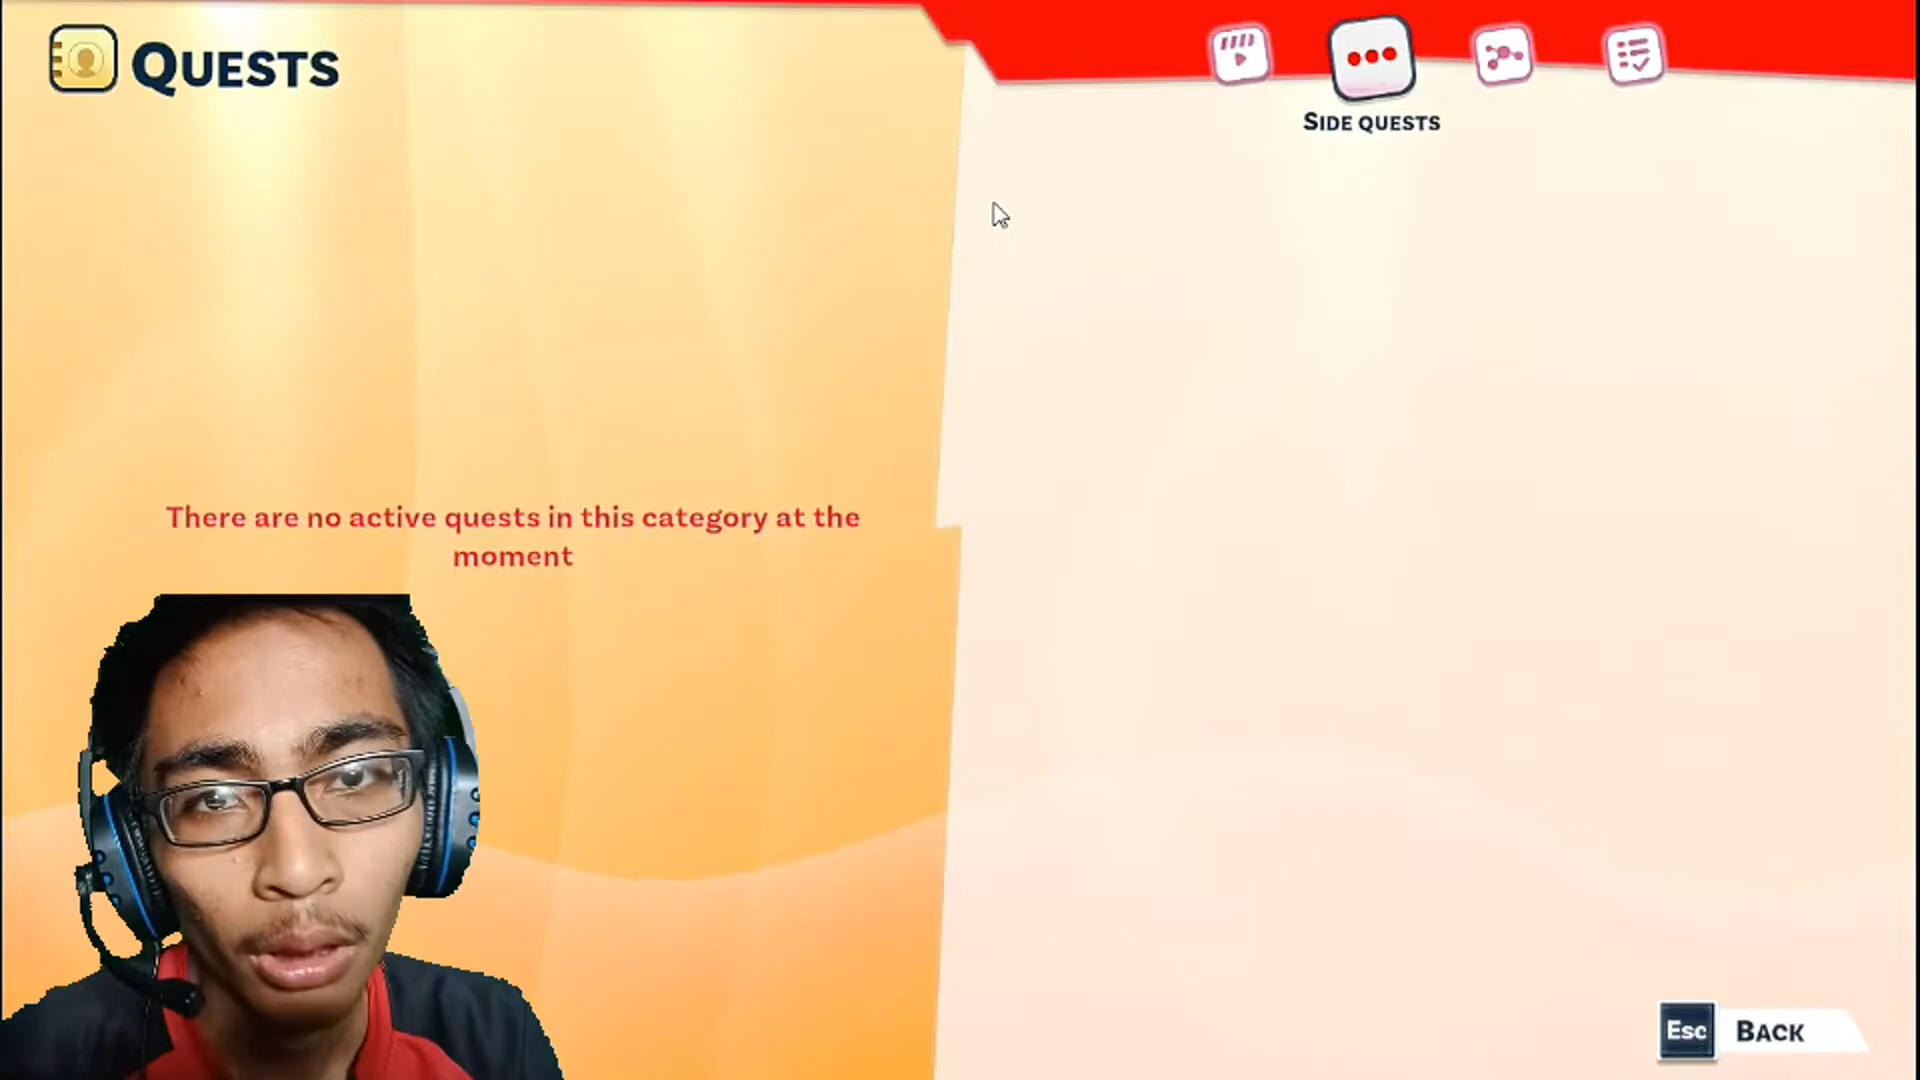 QUESTS
SIDE QUESTS
There are no active quests in this category at the
moment
Esc BACK